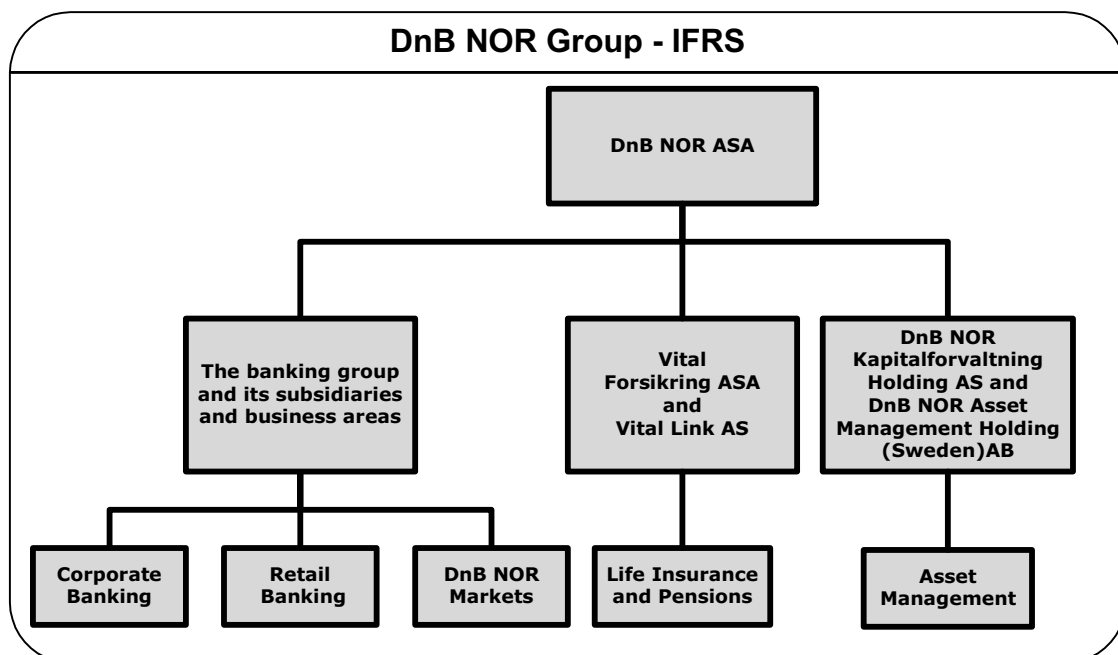 DnB NOR Group - IFRS
DnB NOR ASA
The banking group
and its subsidiaries
and business areas
Vital
Forsikring ASA
and
Vital Link AS
DnB NOR
Kapitalforvaltning
Holding AS and
DnB NOR Asset
Management Holding
(Sweden)AB
Corporate
Banking
Retail
Banking
DnB NOR
Markets
Life Insurance
and Pensions
Asset
Management